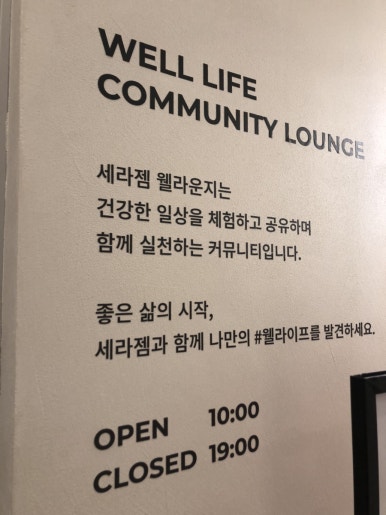 WELL LIFE
COMMUNITY LOUNGE
세라젬 웰라운지는
건강한 일상을 체험하고 공유하며
함께 실천하는 커뮤니티입니다.
좋은 삶의 시작,
세라젬과 함께 나만의 #웰라이프를 발견하세요.
OPEN 10:00
CLOSED 19:00